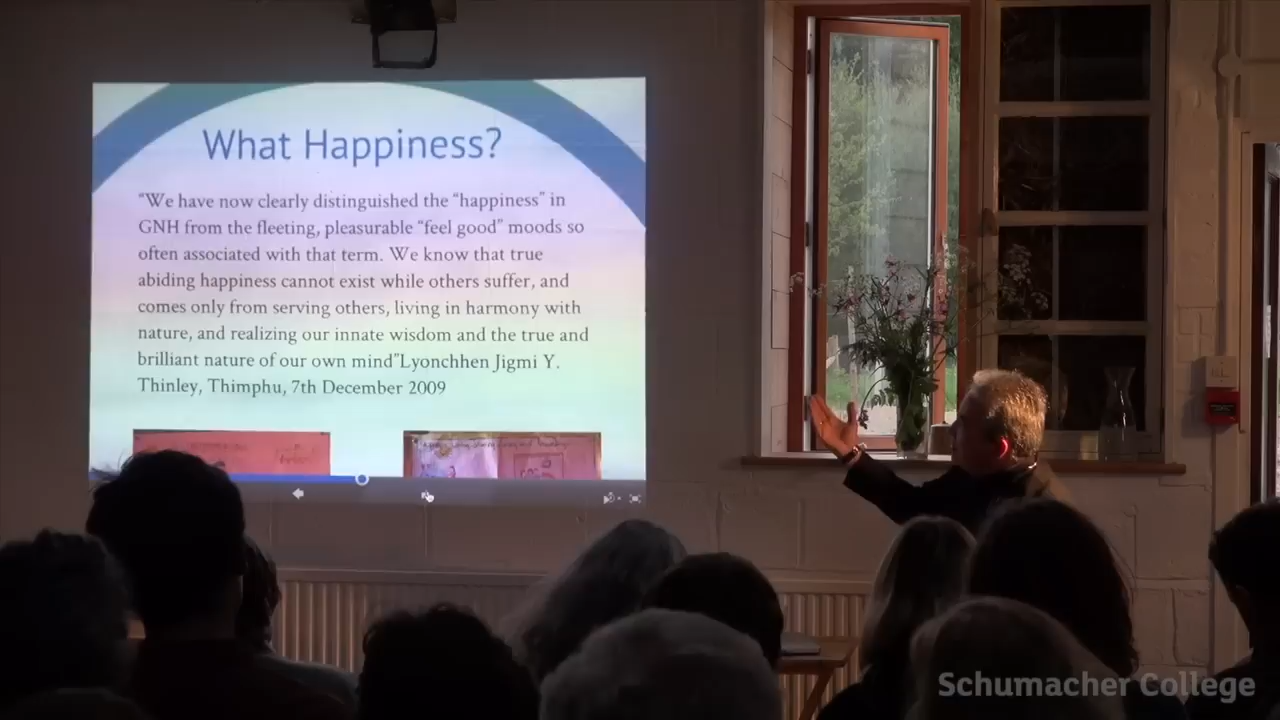 What Happiness?
“We have now clearly distinguished the “happiness” in
GNH from the fleeting, pleasurable “feel good” moods so
often associated with that term. We know that true
abiding happiness cannot exist while others suffer, and
comes only from serving others, living in harmony with
nature, and realizing our innate wisdom and the true and
brilliant nature of our own mind”Lyonchhen Jigmi Y.
Thinley, Thimphu, 7th December 2009
Schumacher College